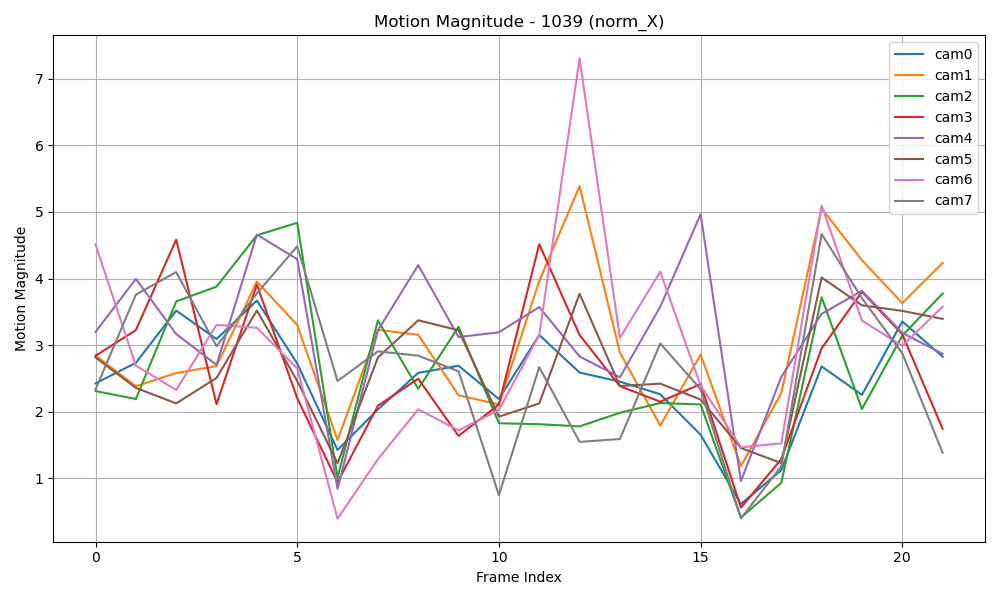 Motion Magnitude - 1039 (norm_X)
Motion Magnitude
7
6
5
4
3
2
1
0
5
10
15
20
Frame Index
cam0
cam1
cam2
cam3
cam4
cam5
cam6
cam7